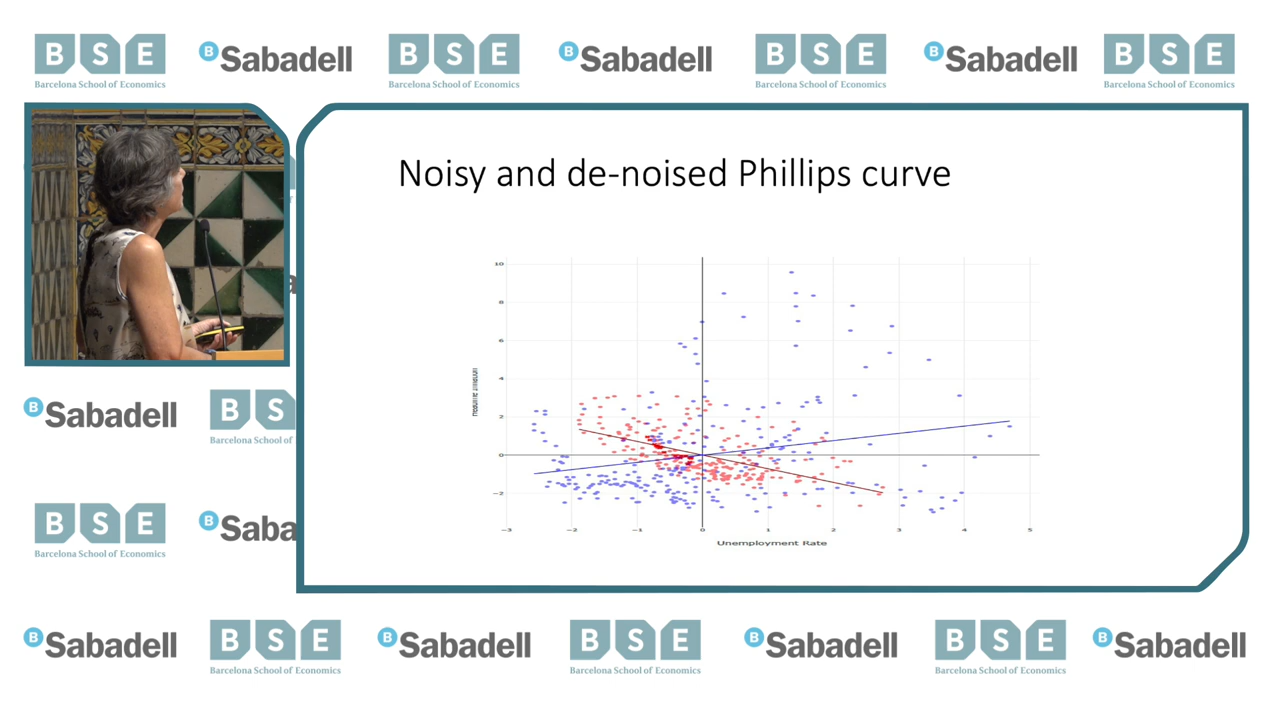 BSE B Sabadell BSE B Sabadell BSE B Sabadell BSE
Barcelona School of Economics Barcelona School of Economics Barcelona School of Economics Barcelona School of Economics
Noisy and de-noised Phillips curve
10
8
6
4
2
0
−2
−3 −2 −1 0 1 2 3 4 5
Unemployment Rate
B Sabadell BS
Barcelona School of
BSE B Saba
Barcelona School of Economics
B Sabadell BSE B Sabadell BSE B Sabadell BSE B Sabadell
Barcelona School of Economics Barcelona School of Economics Barcelona School of Economics